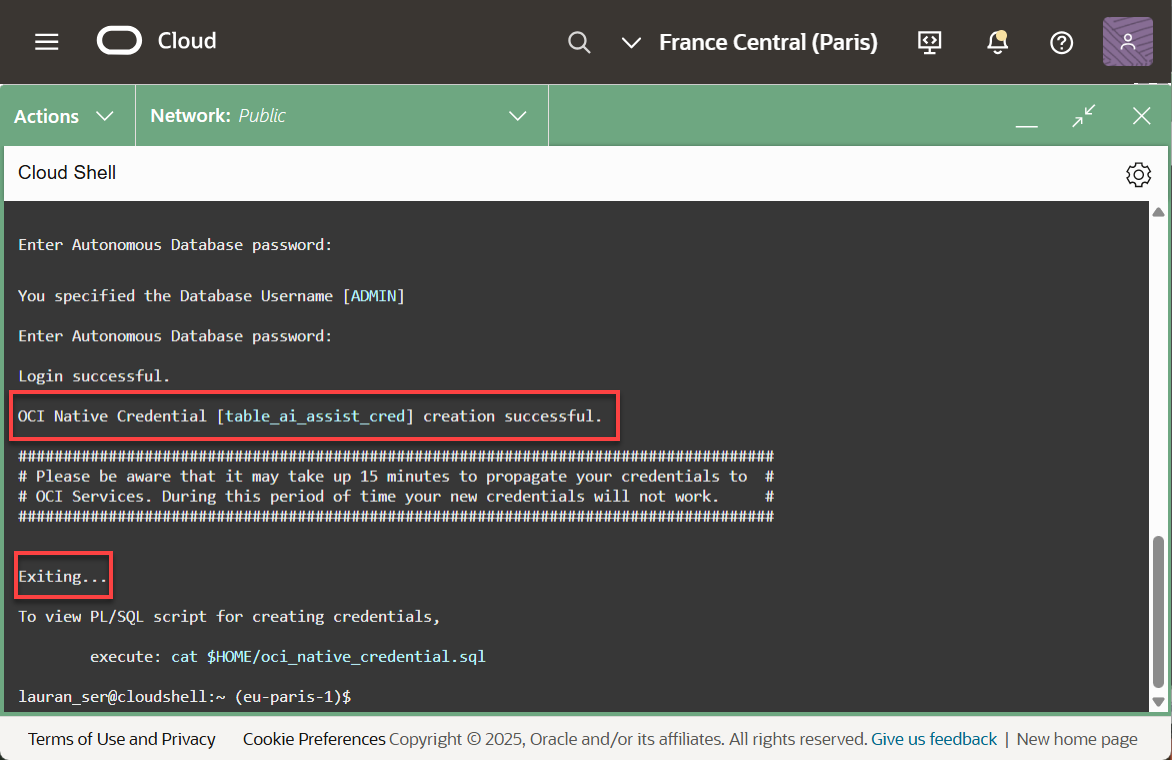 Cloud
France Central (Paris)
Actions
Network: Public
Cloud Shell
Enter Autonomous Database password:
You specified the Database Username [ADMIN]
Enter Autonomous Database password:
Login successful.
OCI Native Credential [table_ai_assist_cred] creation successful.
####################################################################################
# Please be aware that it may take up 15 minutes to propagate your credentials to  #
# OCI Services. During this period of time your new credentials will not work.     #
####################################################################################
Exiting...
To view PL/SQL script for creating credentials,
execute: cat $HOME/oci_native_credential.sql
lauran_ser@cloudshell:~ (eu-paris-1)$
Terms of Use and Privacy Cookie Preferences Copyright © 2025, Oracle and/or its affiliates. All rights reserved. Give us feedback | New home page